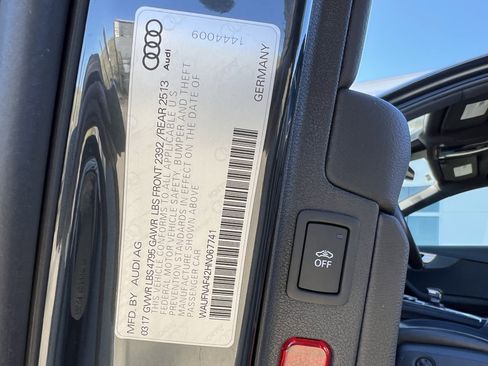 MFD. BY AUDI AG
0317 GVWR LBS 4795 GAWR LBS FRONT 2392 / REAR 2513
THIS VEHICLE CONFORMS TO ALL APPLICABLE U.S.
FEDERAL MOTOR VEHICLE SAFETY, BUMPER AND THEFT
PREVENTION STANDARDS IN EFFECT ON THE DATE OF
MANUFACTURE SHOWN ABOVE
PASSENGER CAR
WAUFNAF42HN067741
GERMANY
Audi
1444009
OFF